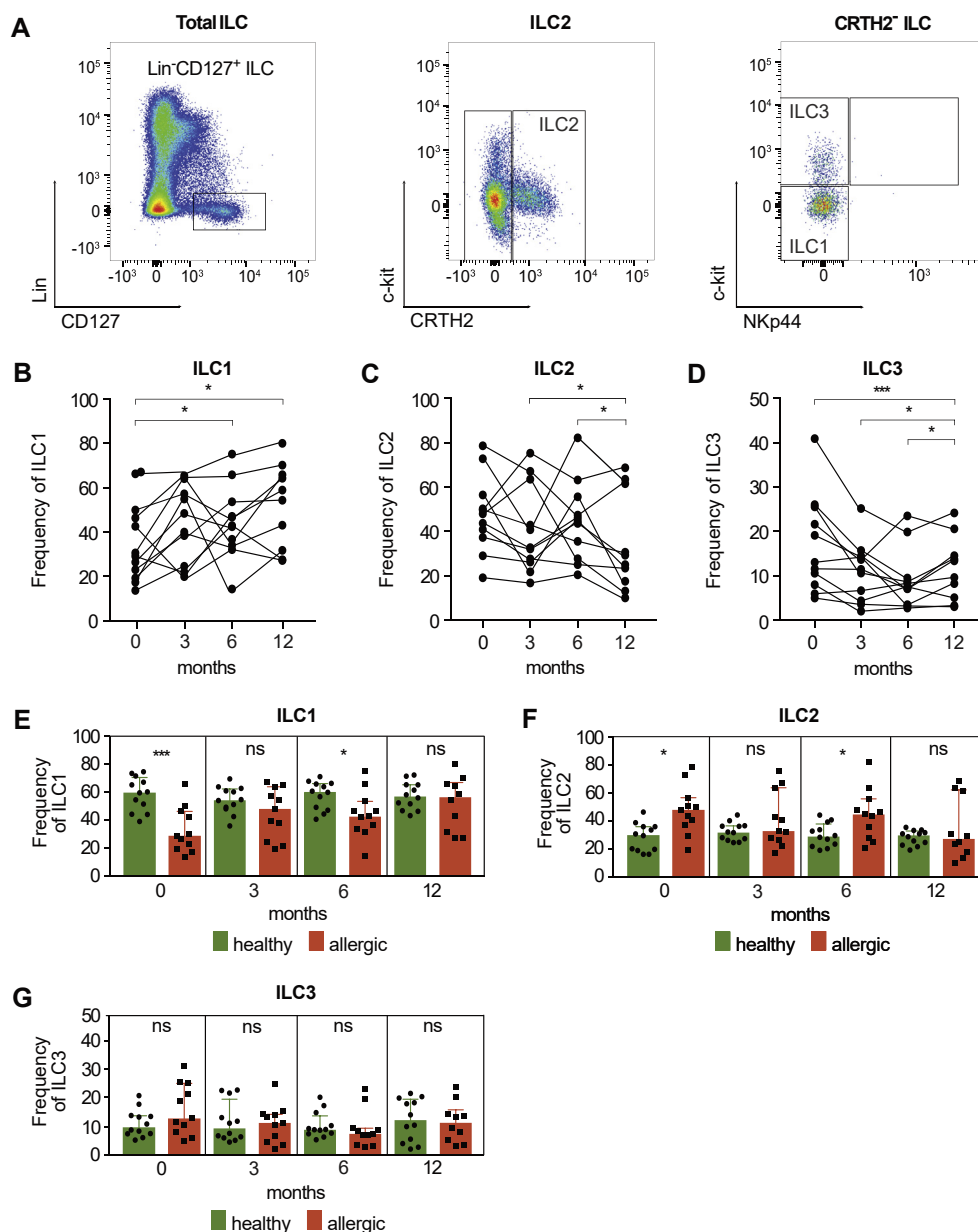 A
Total ILC
Lin⁻CD127⁺ ILC
10⁵
10⁴
10³
0
-10³
-10³ 0 10³ 10⁴ 10⁵
Lin
CD127
ILC2
ILC2
10⁵
10⁴
10³
0
-10³ 0 10³ 10⁴ 10⁵
c-kit
CRTH2
CRTH2⁻ ILC
ILC3
ILC1
10⁵
10⁴
10³
0
0 10³
c-kit
NKp44
B
ILC1
* *
Frequency of ILC1
100
80
60
40
20
0
0 3 6 12
months
C
ILC2
* *
Frequency of ILC2
100
80
60
40
20
0
0 3 6 12
months
D
ILC3
*** * *
Frequency of ILC3
50
40
30
20
10
0
0 3 6 12
months
E
ILC1
Frequency
of ILC1
100
80
60
40
20
0
*** ns * ns
0 3 6 12
months
healthy allergic
F
ILC2
Frequency
of ILC2
100
80
60
40
20
0
* ns * ns
0 3 6 12
months
healthy allergic
G
ILC3
Frequency
of ILC3
50
40
30
20
10
0
ns ns ns ns
0 3 6 12
months
healthy allergic